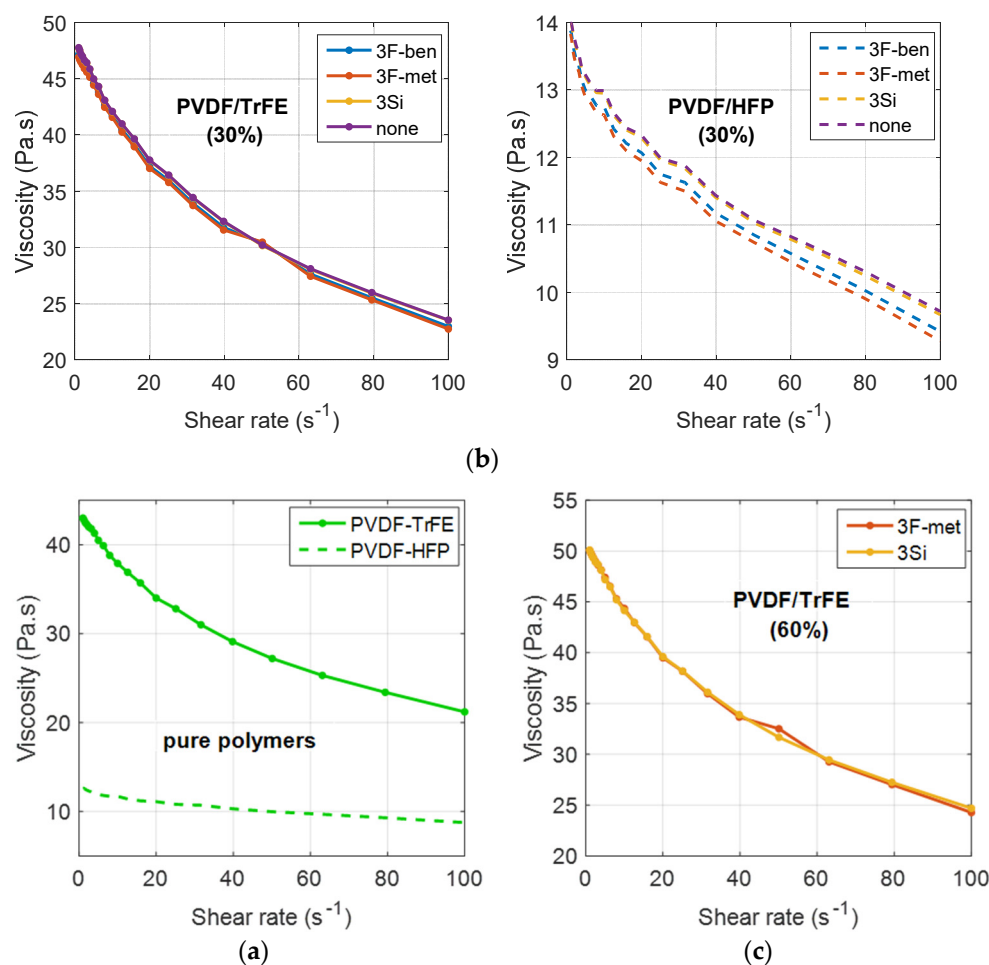 50
45
40
35
30
25
20
Viscosity (Pa.s)
PVDF/TrFE
(30%)
3F-ben
3F-met
3Si
none
0 20 40 60 80 100
Shear rate (s⁻¹)
14
13
12
11
10
9
Viscosity (Pa.s)
PVDF/HFP
(30%)
3F-ben
3F-met
3Si
none
0 20 40 60 80 100
Shear rate (s⁻¹)
(b)
40
30
20
10
Viscosity (Pa.s)
PVDF-TrFE
PVDF-HFP
pure polymers
0 20 40 60 80 100
Shear rate (s⁻¹)
(a)
55
50
45
40
35
30
25
20
Viscosity (Pa.s)
3F-met
3Si
PVDF/TrFE
(60%)
0 20 40 60 80 100
Shear rate (s⁻¹)
(c)